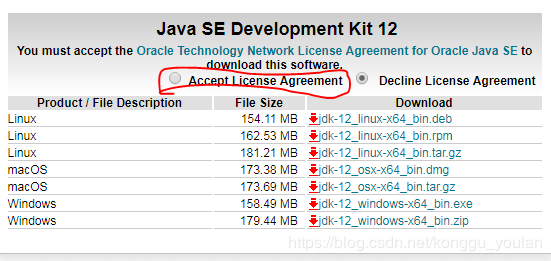 Java SE Development Kit 12
You must accept the Oracle Technology Network License Agreement for Oracle Java SE to
download this software.
Accept License Agreement Decline License Agreement
Product / File Description File Size Download
Linux 154.11 MB jdk-12_linux-x64_bin.deb
Linux 162.53 MB jdk-12_linux-x64_bin.rpm
Linux 181.21 MB jdk-12_linux-x64_bin.tar.gz
macOS 173.38 MB jdk-12_osx-x64_bin.dmg
macOS 173.69 MB jdk-12_osx-x64_bin.tar.gz
Windows 158.49 MB jdk-12_windows-x64_bin.exe
Windows 179.44 MB jdk-12_windows-x64_bin.zip
https://blog.csdn.net/konggu_youlan